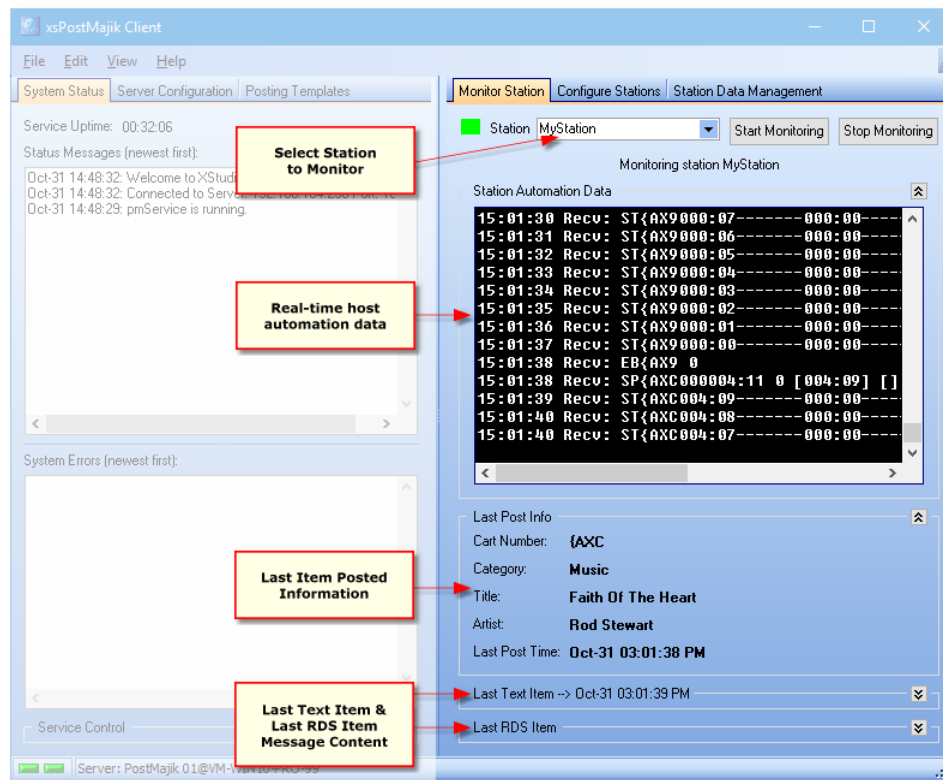 xsPostMajik Client
File Edit View Help
System Status Server Configuration Posting Templates
Service Uptime: 00:32:06
Status Messages (newest first):
Oct-31 14:48:32: Welcome to XStudi
Oct-31 14:48:32: Connected to Server:
Oct-31 14:48:29: pmService is running.
System Errors (newest first):
Service Control
Server: PostMajik 01@VM-WIN10-PRO-99
Select Station
to Monitor
Real-time host
automation data
Last Item Posted
Information
Last Text Item &
Last RDS Item
Message Content
Monitor Station Configure Stations Station Data Management
Station MyStation Start Monitoring Stop Monitoring
Monitoring station MyStation
Station Automation Data
15:01:30 Recv: ST{AX9000:07-------000:00----
15:01:31 Recv: ST{AX9000:06-------000:00----
15:01:32 Recv: ST{AX9000:05-------000:00----
15:01:33 Recv: ST{AX9000:04-------000:00----
15:01:34 Recv: ST{AX9000:03-------000:00----
15:01:35 Recv: ST{AX9000:02-------000:00----
15:01:36 Recv: ST{AX9000:01-------000:00----
15:01:37 Recv: ST{AX9000:00-------000:00----
15:01:38 Recv: EB{AX9 0
15:01:38 Recv: SP{AXC000004:11 0 [004:09] []
15:01:39 Recv: ST{AXC004:09-------000:00----
15:01:40 Recv: ST{AXC004:08-------000:00----
15:01:40 Recv: ST{AXC004:07-------000:00----
Last Post Info
Cart Number: {AXC
Category: Music
Title: Faith Of The Heart
Artist: Rod Stewart
Last Post Time: Oct-31 03:01:38 PM
Last Text Item --> Oct-31 03:01:39 PM
Last RDS Item